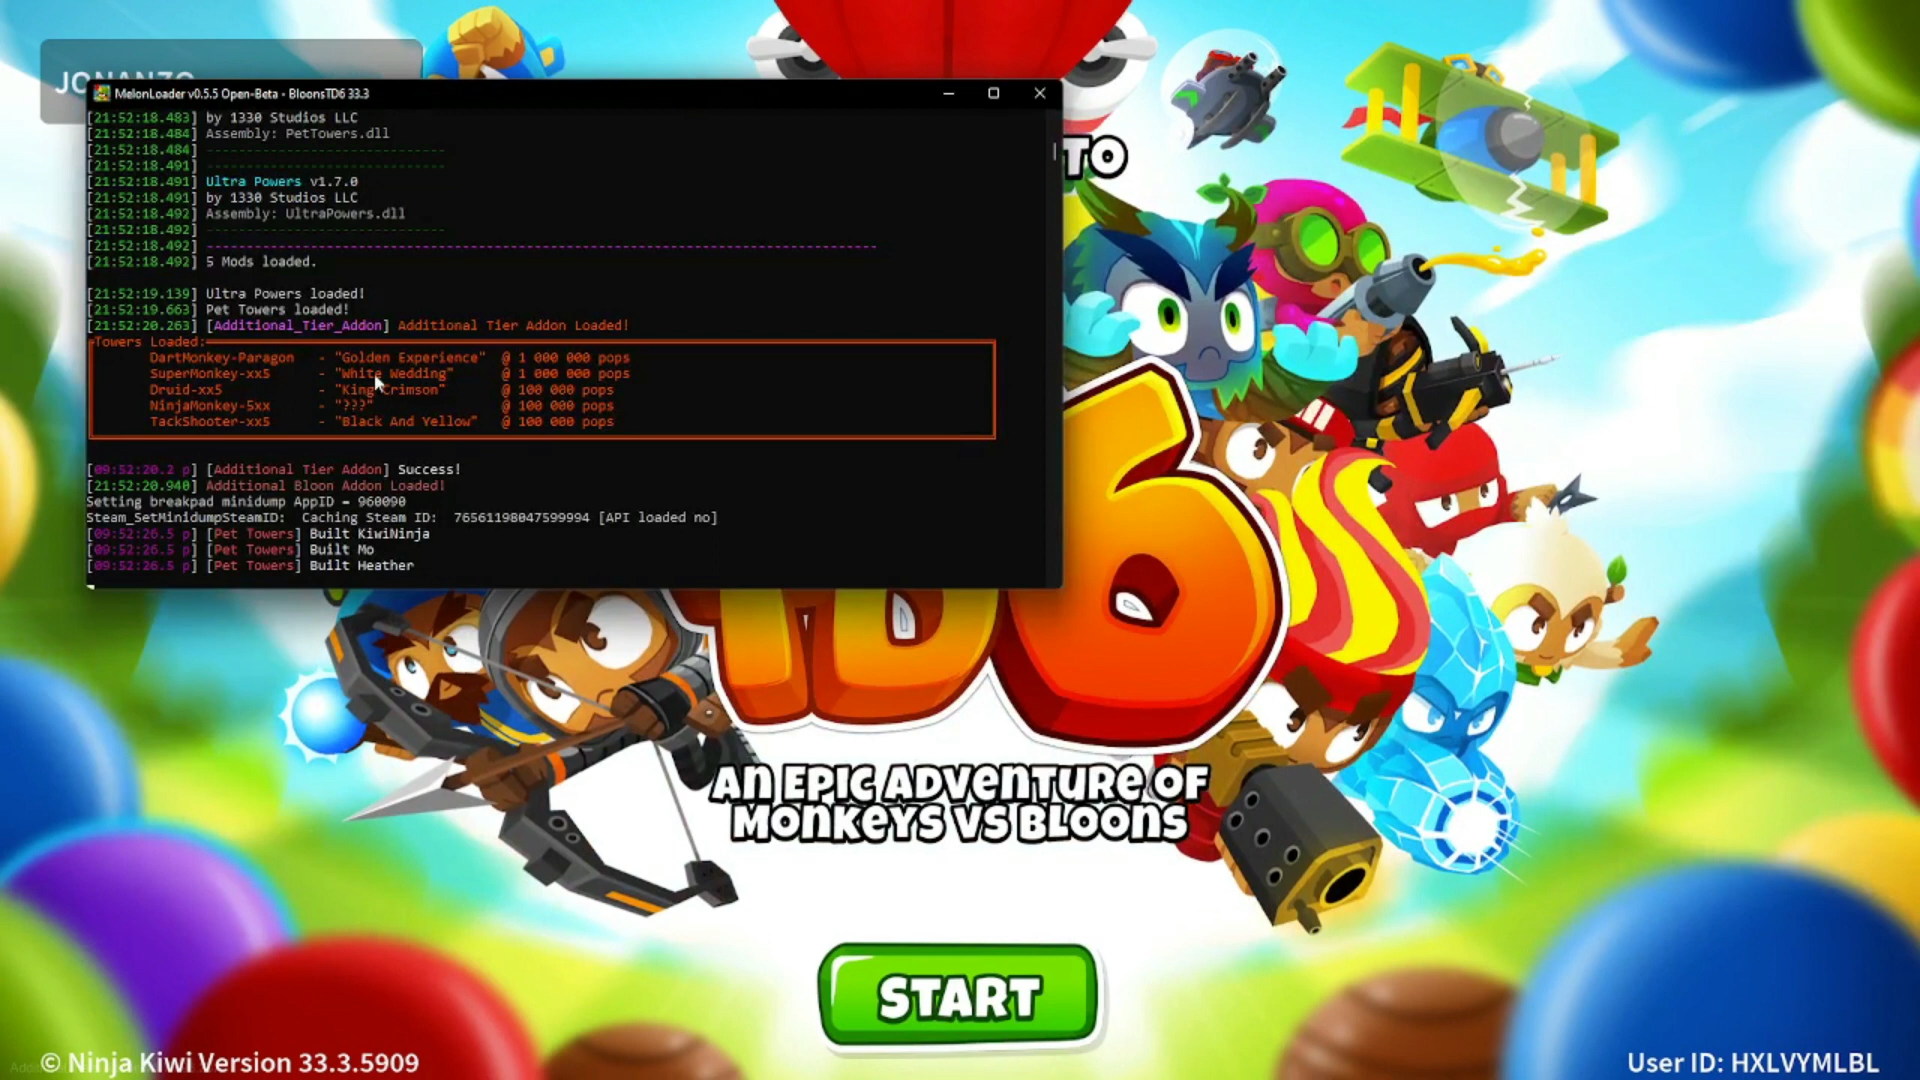 JONANZO
MelonLoader v0.5.5 Open-Beta - BloonsTD6 33.3
[21:52:18.483] by 1330 Studios LLC
[21:52:18.484] Assembly: PetTowers.dll
[21:52:18.484] ------------------------------
[21:52:18.491] ------------------------------
[21:52:18.491] Ultra Powers v1.7.0
[21:52:18.491] by 1330 Studios LLC
[21:52:18.492] Assembly: UltraPowers.dll
[21:52:18.492] ------------------------------
[21:52:18.492] ------------------------------------------------------------------------------------
[21:52:18.492] 5 Mods loaded.
[21:52:19.139] Ultra Powers loaded!
[21:52:19.663] Pet Towers loaded!
[21:52:20.263] [Additional_Tier_Addon] Additional Tier Addon Loaded!
Towers Loaded:
DartMonkey-Paragon - "Golden Experience" @ 1 000 000 pops
SuperMonkey-xx5 - "White Wedding" @ 1 000 000 pops
Druid-xx5 - "King Crimson" @ 100 000 pops
NinjaMonkey-5xx - "???" @ 100 000 pops
TackShooter-xx5 - "Black And Yellow" @ 100 000 pops
[09:52:20.2 p] [Additional Tier Addon] Success!
[21:52:20.940] Additional Bloon Addon Loaded!
Setting breakpad minidump AppID = 960090
Steam_SetMinidumpSteamID: Caching Steam ID: 76561198047599994 [API loaded no]
[09:52:26.5 p] [Pet Towers] Built KiwiNinja
[09:52:26.5 p] [Pet Towers] Built Mo
[09:52:26.5 p] [Pet Towers] Built Heather
TO
TD6
AN EPIC ADVENTURE OF
MONKEYS VS BLOONS
START
© Ninja Kiwi Version 33.3.5909
User ID: HXLVYMLBL